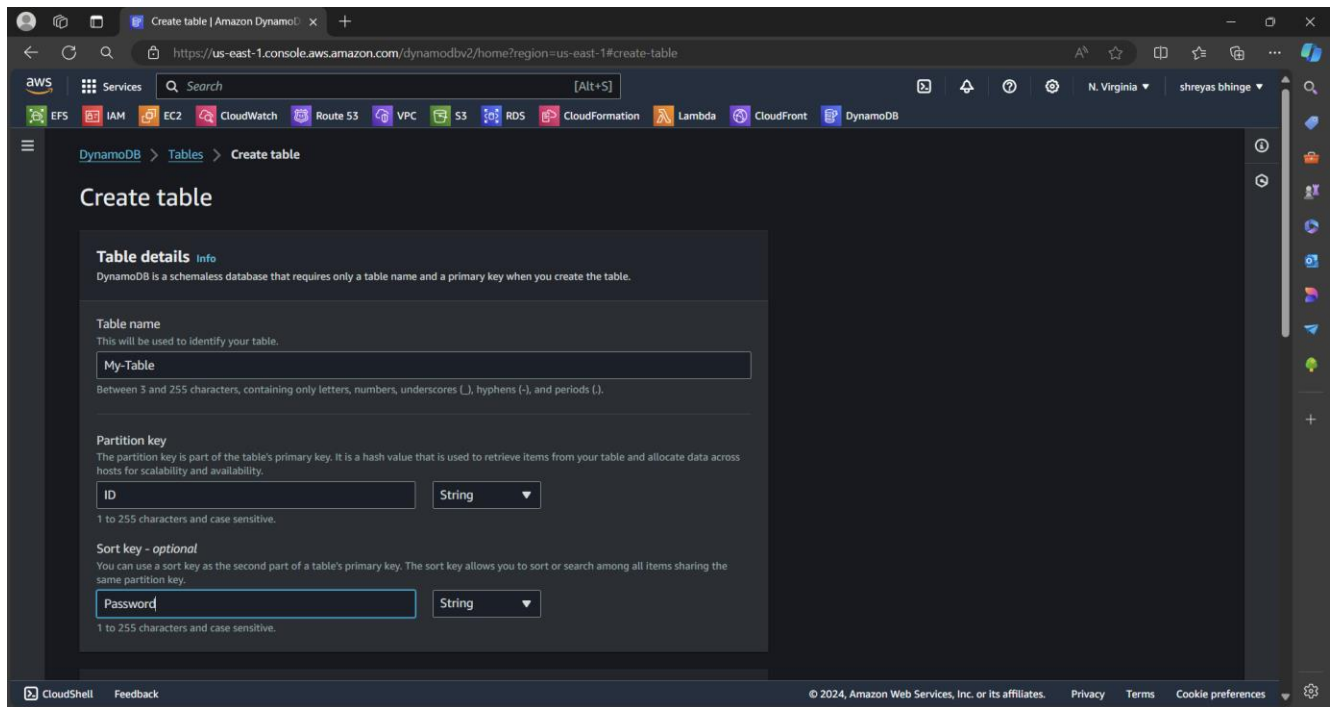 Create table | Amazon DynamoD
https://us-east-1.console.aws.amazon.com/dynamodbv2/home?region=us-east-1#create-table
aws Services Search [Alt+S] N. Virginia shreyas bhinge
EFS IAM EC2 CloudWatch Route 53 VPC S3 RDS CloudFormation Lambda CloudFront DynamoDB
DynamoDB > Tables > Create table
Create table
Table details Info
DynamoDB is a schemaless database that requires only a table name and a primary key when you create the table.
Table name
This will be used to identify your table.
My-Table
Between 3 and 255 characters, containing only letters, numbers, underscores (_), hyphens (-), and periods (.).
Partition key
The partition key is part of the table's primary key. It is a hash value that is used to retrieve items from your table and allocate data across
hosts for scalability and availability.
ID String
1 to 255 characters and case sensitive.
Sort key - optional
You can use a sort key as the second part of a table's primary key. The sort key allows you to sort or search among all items sharing the
same partition key.
Password String
1 to 255 characters and case sensitive.
CloudShell Feedback © 2024, Amazon Web Services, Inc. or its affiliates. Privacy Terms Cookie preferences